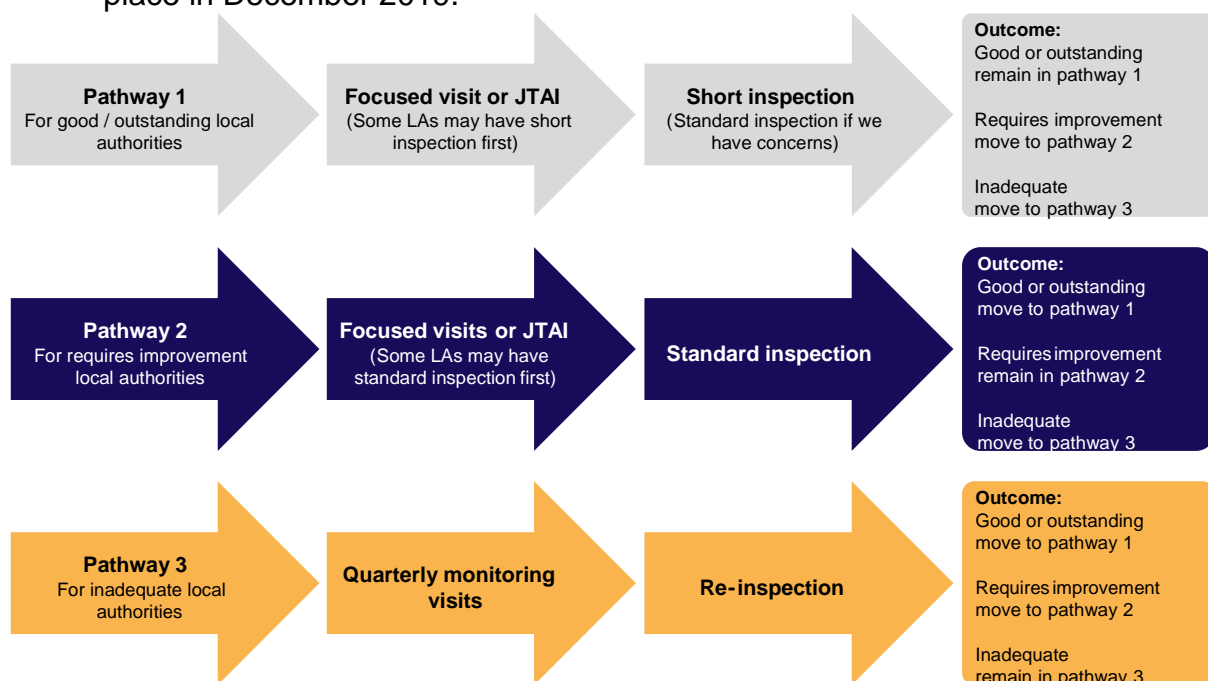 place in December 2016.
Pathway 1
For good / outstanding local
authorities
Focused visit or JTAI
(Some LAs may have short
inspection first)
Short inspection
(Standard inspection if we
have concerns)
Outcome:
Good or outstanding
remain in pathway 1
Requires improvement
move to pathway 2
Inadequate
move to pathway 3
Pathway 2
For requires improvement
local authorities
Focused visits or JTAI
(Some LAs may have
standard inspection first)
Standard inspection
Outcome:
Good or outstanding
move to pathway 1
Requires improvement
remain in pathway 2
Inadequate
move to pathway 3
Pathway 3
For inadequate local
authorities
Quarterly monitoring
visits
Re-inspection
Outcome:
Good or outstanding
move to pathway 1
Requires improvement
move to pathway 2
Inadequate
remain in pathway 3